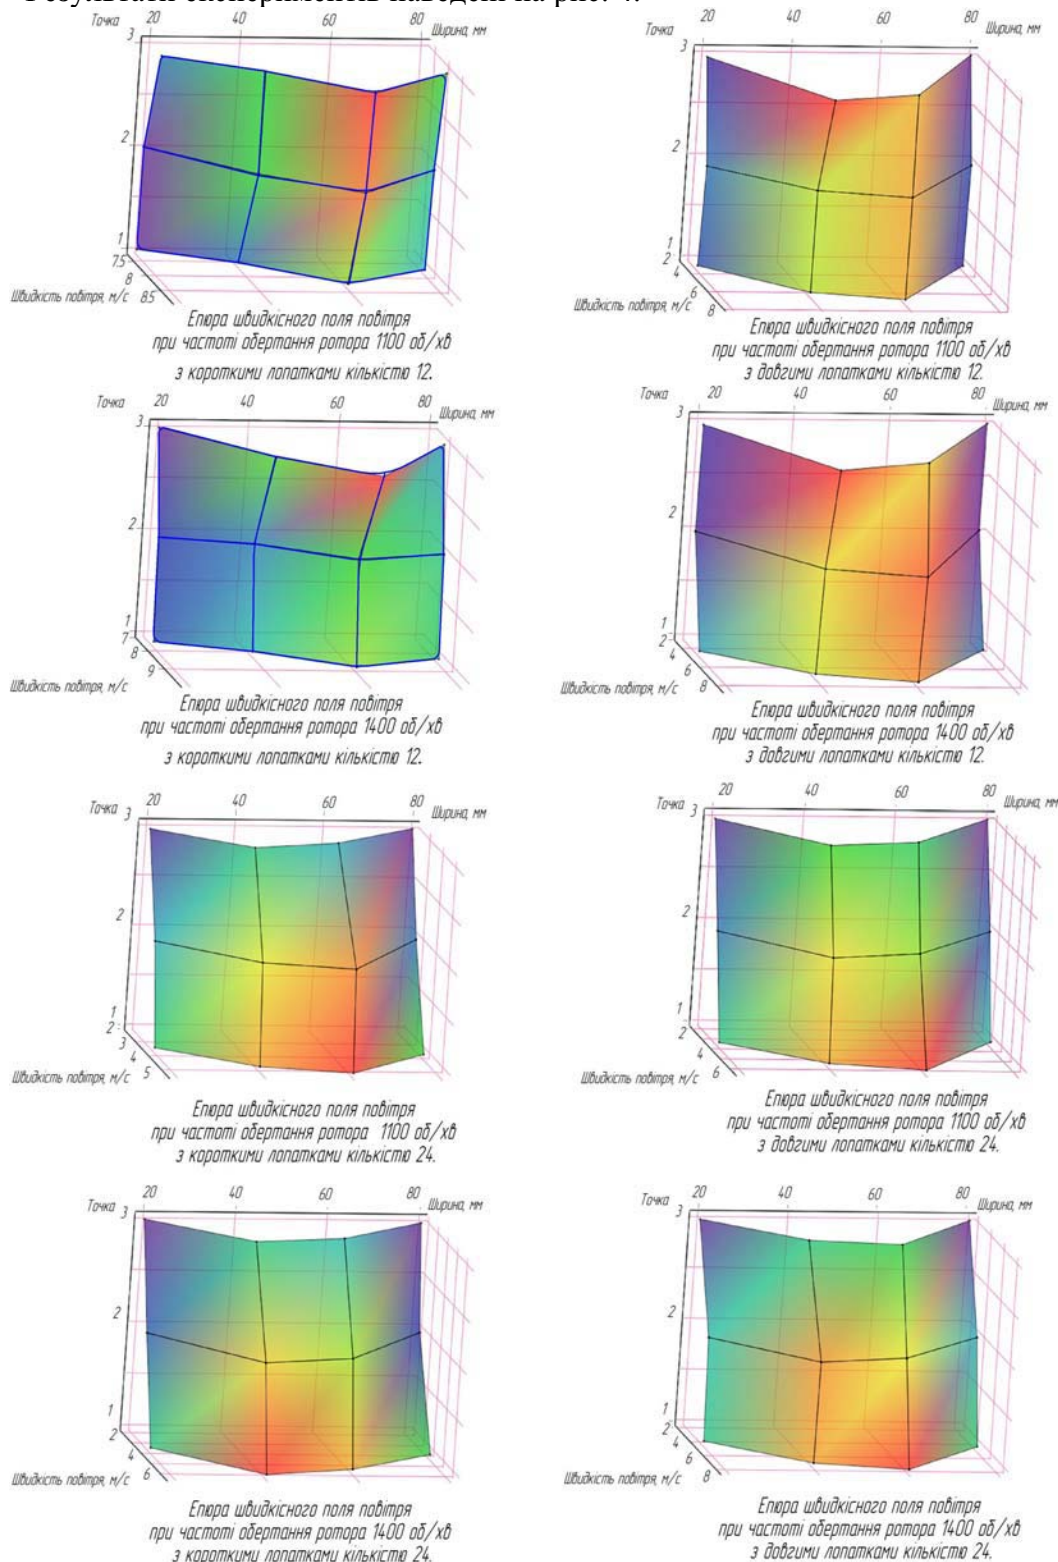 Результати експериментів наведені на рис. 4.
Точка 20 40 60 80 Ширина, мм
3
2
1
7.5
8
Швидкість повітря, м/с 8.5
Епюра швидкісного поля повітря
при частоті обертання ротора 1100 об/хв
з короткими лопатками кількістю 12.
Точка 20 40 60 80 Ширина, мм
3
2
1
2
4
6
Швидкість повітря, м/с 8
Епюра швидкісного поля повітря
при частоті обертання ротора 1100 об/хв
з довгими лопатками кількістю 12.
Точка 20 40 60 80 Ширина, мм
3
2
1
7
8
9
Швидкість повітря, м/с
Епюра швидкісного поля повітря
при частоті обертання ротора 1400 об/хв
з короткими лопатками кількістю 12.
Точка 20 40 60 80 Ширина, мм
3
2
1
2
4
6
Швидкість повітря, м/с 8
Епюра швидкісного поля повітря
при частоті обертання ротора 1400 об/хв
з довгими лопатками кількістю 12.
Точка 20 40 60 80 Ширина, мм
3
2
1
2
3
4
Швидкість повітря, м/с 5
Епюра швидкісного поля повітря
при частоті обертання ротора 1100 об/хв
з короткими лопатками кількістю 24.
Точка 20 40 60 80 Ширина, мм
3
2
1
2
4
Швидкість повітря, м/с 6
Епюра швидкісного поля повітря
при частоті обертання ротора 1100 об/хв
з довгими лопатками кількістю 24.
Точка 20 40 60 80 Ширина, мм
3
2
1
2
4
Швидкість повітря, м/с 6
Епюра швидкісного поля повітря
при частоті обертання ротора 1400 об/хв
з короткими лопатками кількістю 24.
Точка 20 40 60 80 Ширина, мм
3
2
1
2
4
6
Швидкість повітря, м/с 8
Епюра швидкісного поля повітря
при частоті обертання ротора 1400 об/хв
з довгими лопатками кількістю 24.